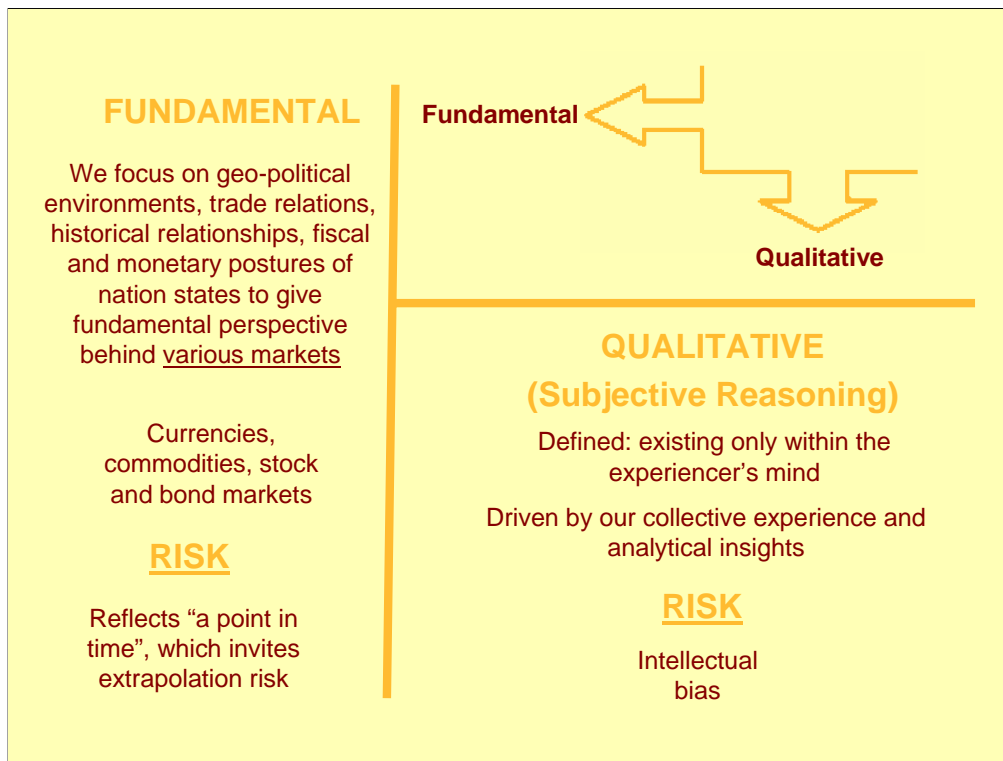 FUNDAMENTAL
We focus on geo-political
environments, trade relations,
historical relationships, fiscal
and monetary postures of
nation states to give
fundamental perspective
behind various markets
Currencies,
commodities, stock
and bond markets
RISK
Reflects “a point in
time”, which invites
extrapolation risk
Fundamental
Qualitative
QUALITATIVE
(Subjective Reasoning)
Defined: existing only within the
experiencer’s mind
Driven by our collective experience and
analytical insights
RISK
Intellectual
bias